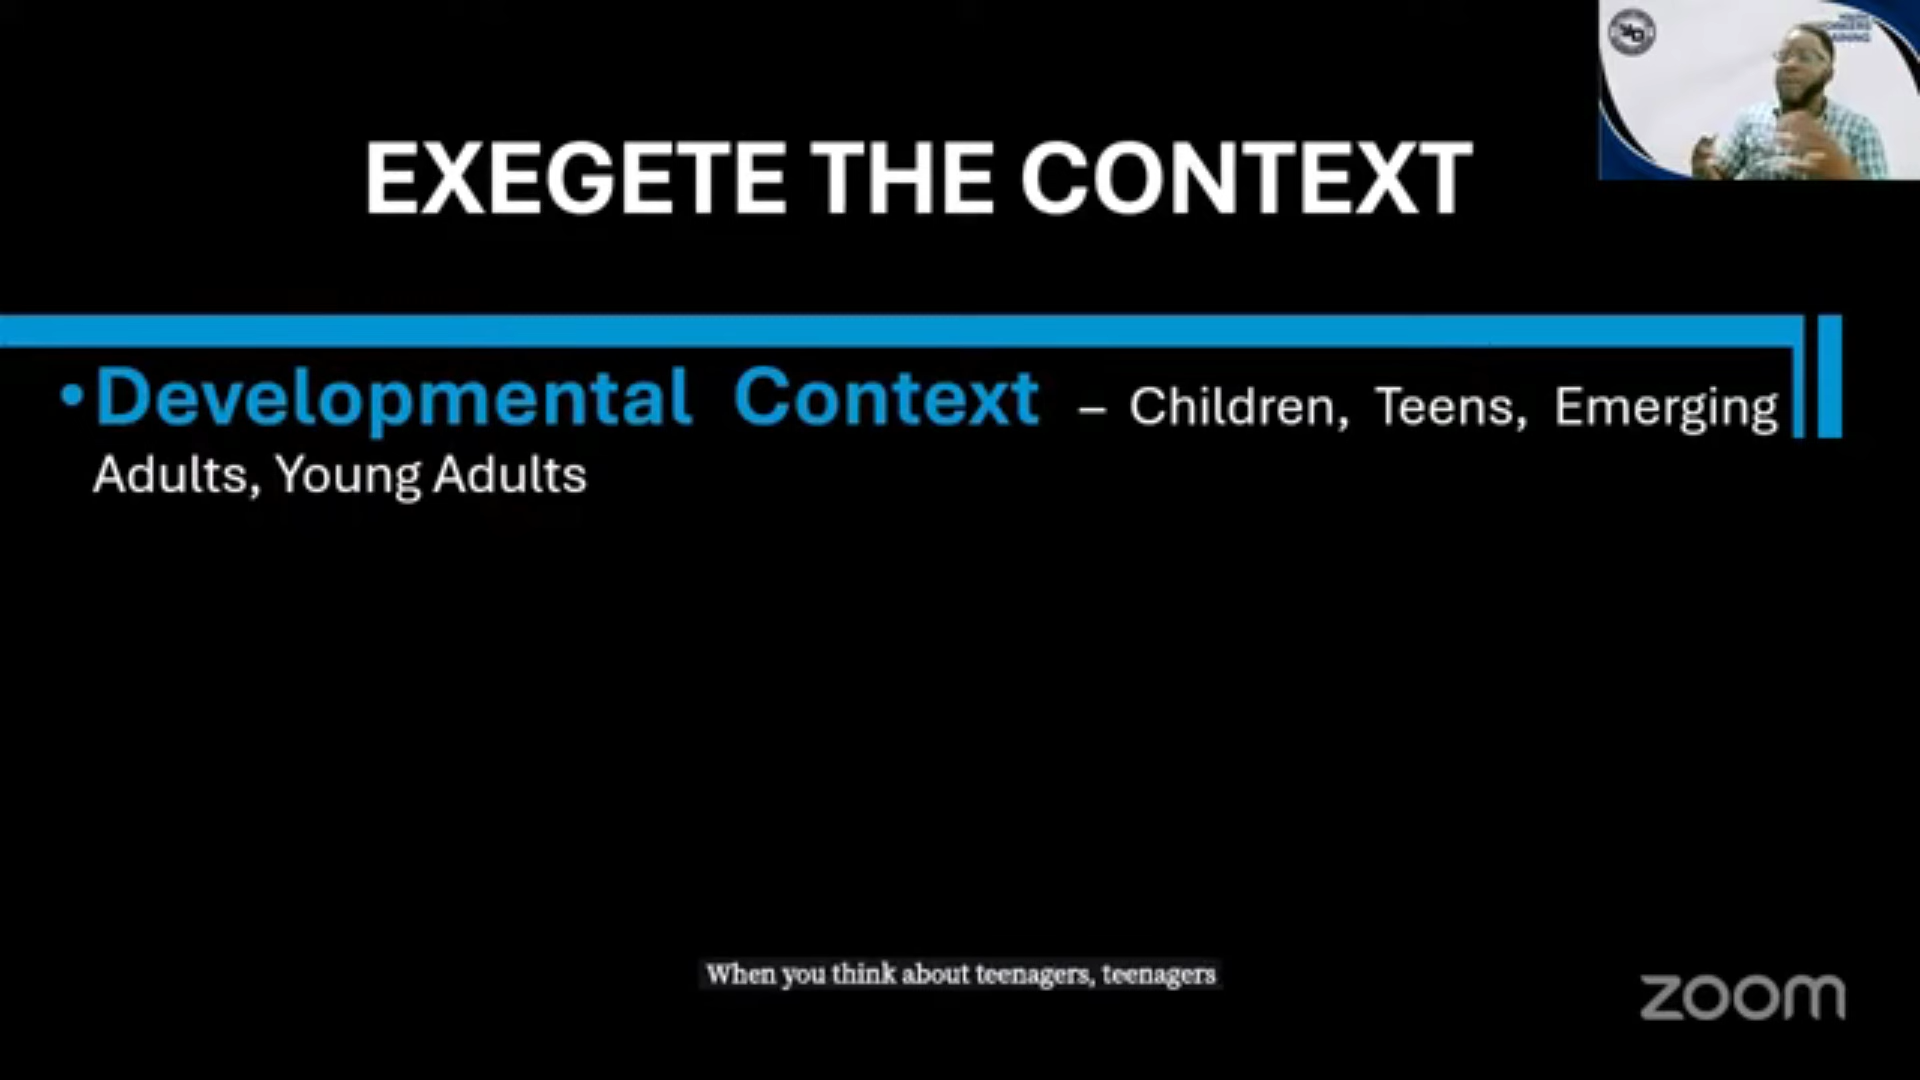 EXEGETE THE CONTEXT
•Developmental Context – Children, Teens, Emerging
Adults, Young Adults
When you think about teenagers, teenagers
zoom